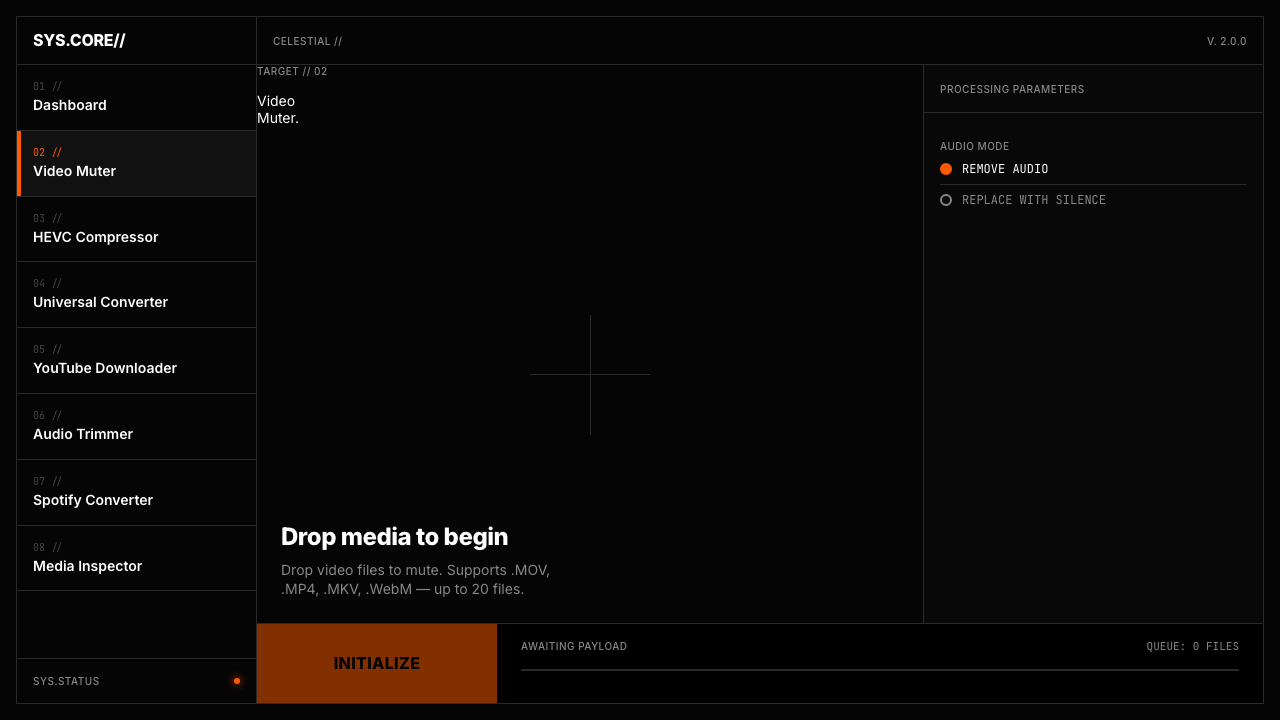 SYS.CORE//
CELESTIAL //
V. 2.0.0
01 //
Dashboard
02 //
Video Muter
03 //
HEVC Compressor
04 //
Universal Converter
05 //
YouTube Downloader
06 //
Audio Trimmer
07 //
Spotify Converter
08 //
Media Inspector
SYS.STATUS
TARGET // 02
Video
Muter.
Drop media to begin
Drop video files to mute. Supports .MOV,
.MP4, .MKV, .WebM — up to 20 files.
PROCESSING PARAMETERS
AUDIO MODE
REMOVE AUDIO
REPLACE WITH SILENCE
INITIALIZE
AWAITING PAYLOAD
QUEUE: 0 FILES